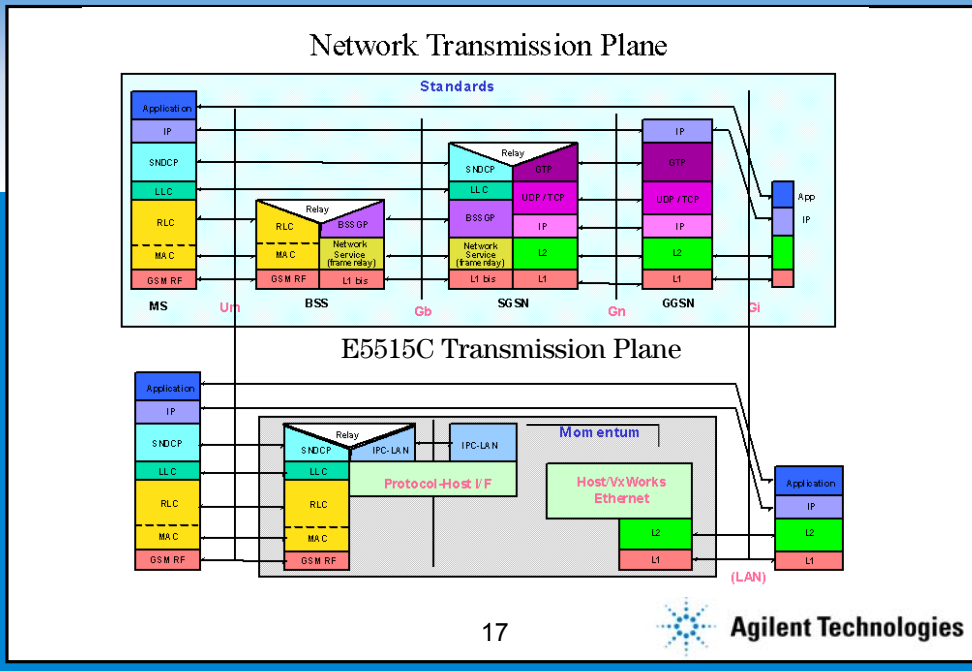 Network Transmission Plane
Standards
Application
IP
SNDCP
LLC
RLC
MAC
GSM RF
MS
Um
Relay
RLC
MAC
GSM RF
BSSGP
Network
Service
(frame relay)
L1 bis
BSS
Gb
Relay
SNDCP
LLC
BSSGP
Network
Service
(frame relay)
L1 bis
GTP
UDP / TCP
IP
L2
L1
SGSN
Gn
IP
GTP
UDP / TCP
IP
L1
GGSN
Gi
App
IP
E5515C Transmission Plane
Application
IP
SNDCP
LLC
RLC
MAC
GSM RF
Relay
SNDCP
LLC
RLC
MAC
GSM RF
IPC-LAN
IPC-LAN
Protocol-Host I/F
Momentum
Host/VxWorks
Ethernet
L2
L1
(LAN)
Application
IP
L2
L1
17
Agilent Technologies